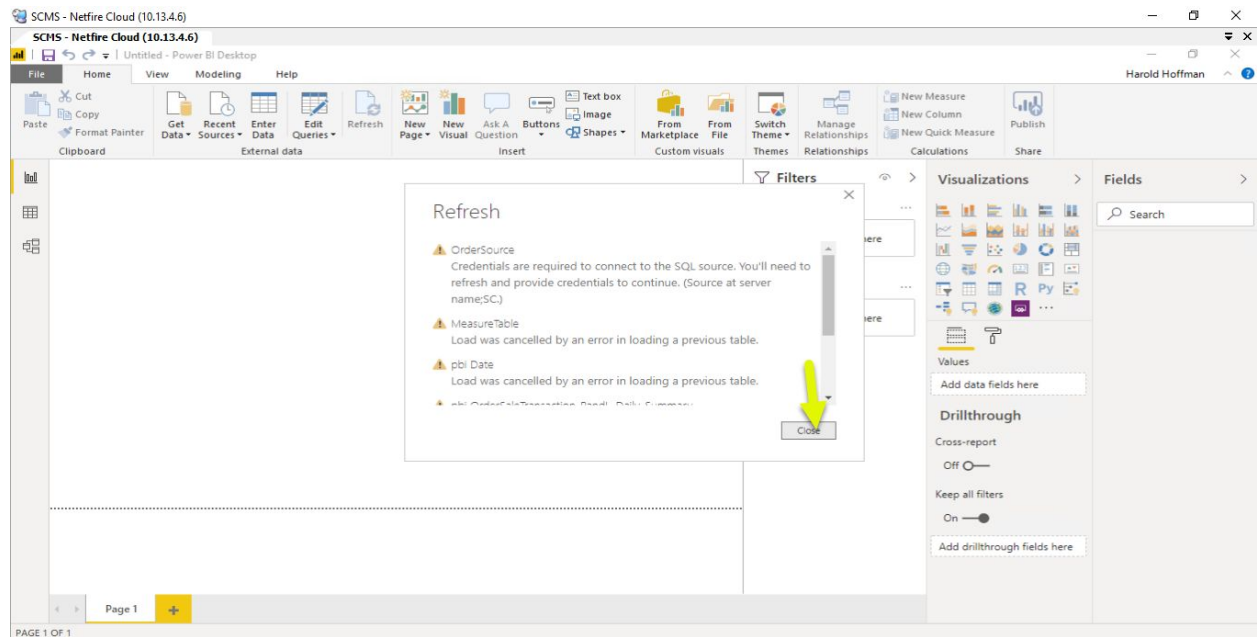 SCMS - Netfire Cloud (10.13.4.6)
SCMS - Netfire Cloud (10.13.4.6)
Untitled - Power BI Desktop
File Home View Modeling Help Harold Hoffman
Paste
Cut
Copy
Format Painter
Clipboard
Get Data
Recent Sources
Enter Data
Edit Queries
Refresh
External data
New Page
New Visual
Ask A Question
Buttons
Text box
Image
Shapes
Insert
From Marketplace
From File
Custom visuals
Switch Theme
Themes
Manage Relationships
Relationships
New Measure
New Column
New Quick Measure
Calculations
Publish
Share
Refresh
OrderSource
Credentials are required to connect to the SQL source. You'll need to
refresh and provide credentials to continue. (Source at server
name;SC.)
MeasureTable
Load was cancelled by an error in loading a previous table.
pbi Date
Load was cancelled by an error in loading a previous table.
Close
Filters
here
here
Visualizations
R Py
Values
Add data fields here
Drillthrough
Cross-report
Off
Keep all filters
On
Add drillthrough fields here
Fields
Search
Page 1
PAGE 1 OF 1